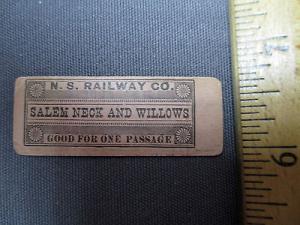 N. S. RAILWAY CO.
SALEM NECK AND WILLOWS
GOOD FOR ONE PASSAGE